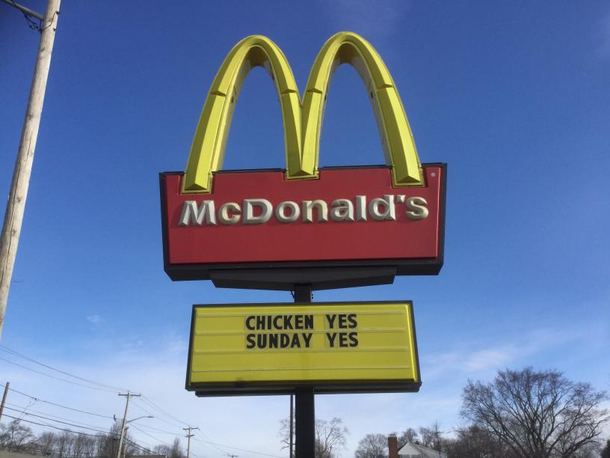 McDonald's
CHICKEN YES
SUNDAY YES